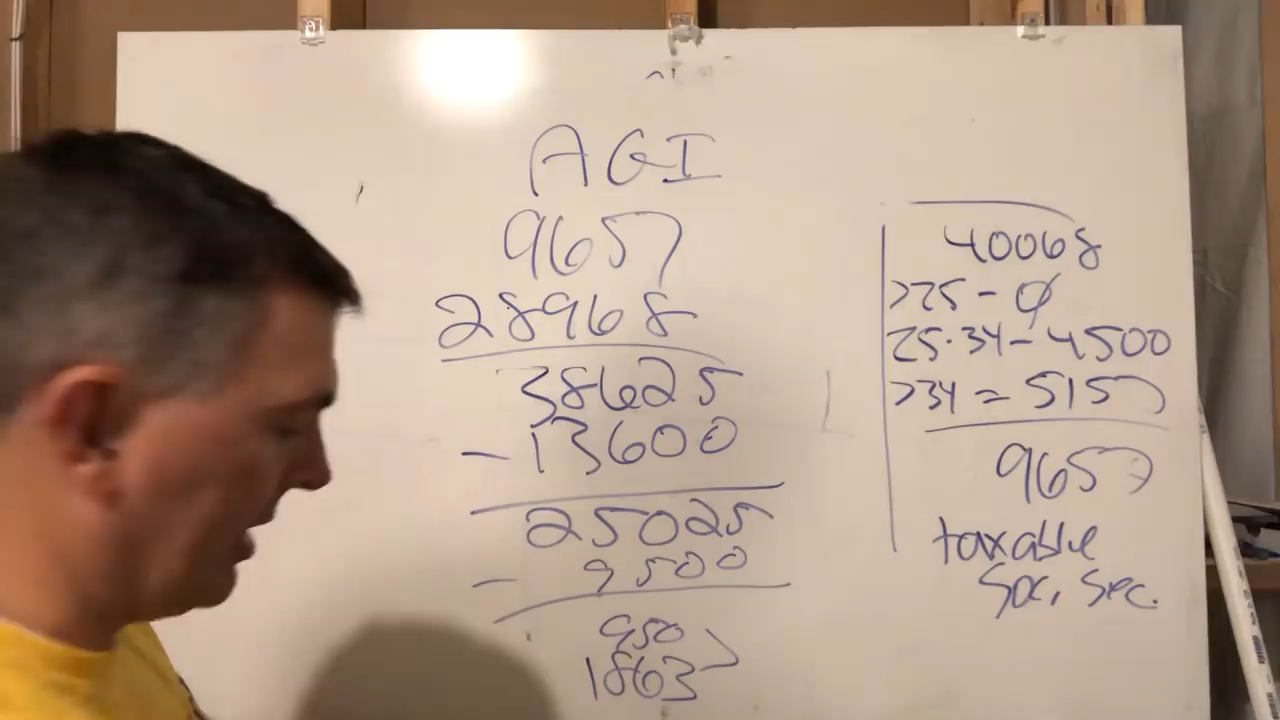 AGI
9657
28968
38625
- 13600
25025
- 9500
950
1863
40068
>25 - 0
25-34 - 4500
>34 = 5157
9657
taxable
Soc. Sec.